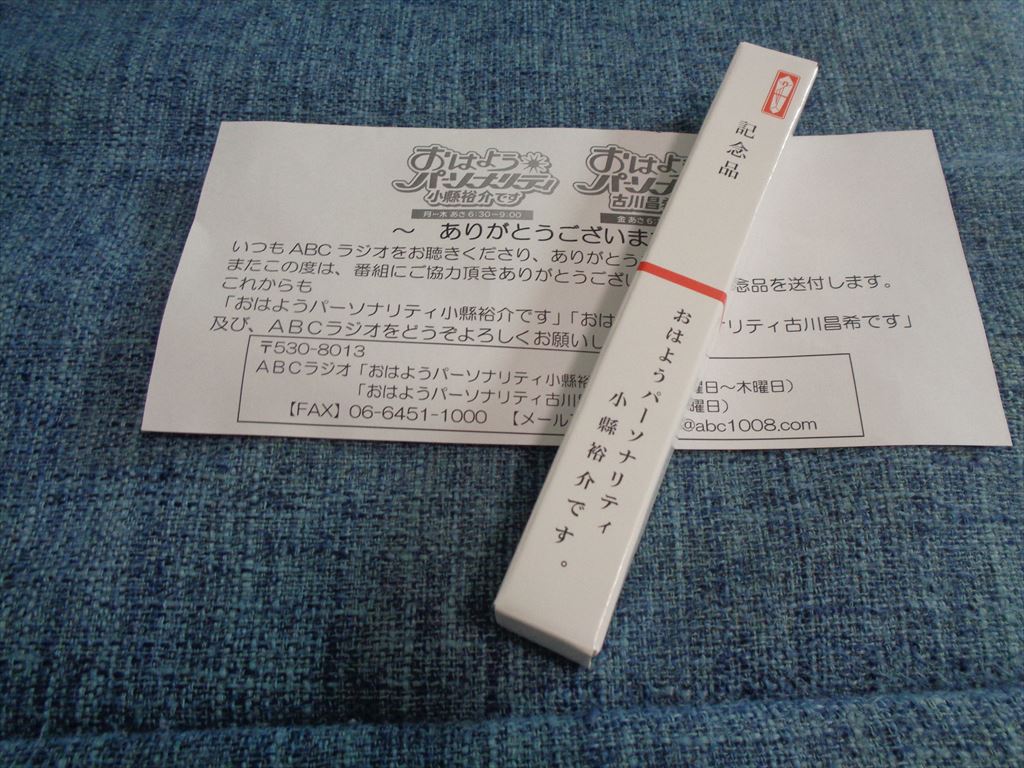 おはよう
パーソナリティ
小縣裕介です
月〜木 あさ6:30-9:00
おはよ
パーソナ
古川昌希
金 あさ6
～ ありがとうございま
いつもABCラジオをお聴きくださり、ありがとう
またこの度は、番組にご協力頂きありがとうござい 念品を送付します。
これからも
「おはようパーソナリティ小縣裕介です」「おは リティ古川昌希です」
及び、ABCラジオをどうぞよろしくお願いし
〒530-8013
ABCラジオ「おはようパーソナリティ小縣裕 曜日～木曜日）
「おはようパーソナリティ古川 曜日）
【FAX】06-6451-1000 【メール @abc1008.com
記念品
おはようパーソナリティ
小縣裕介です。